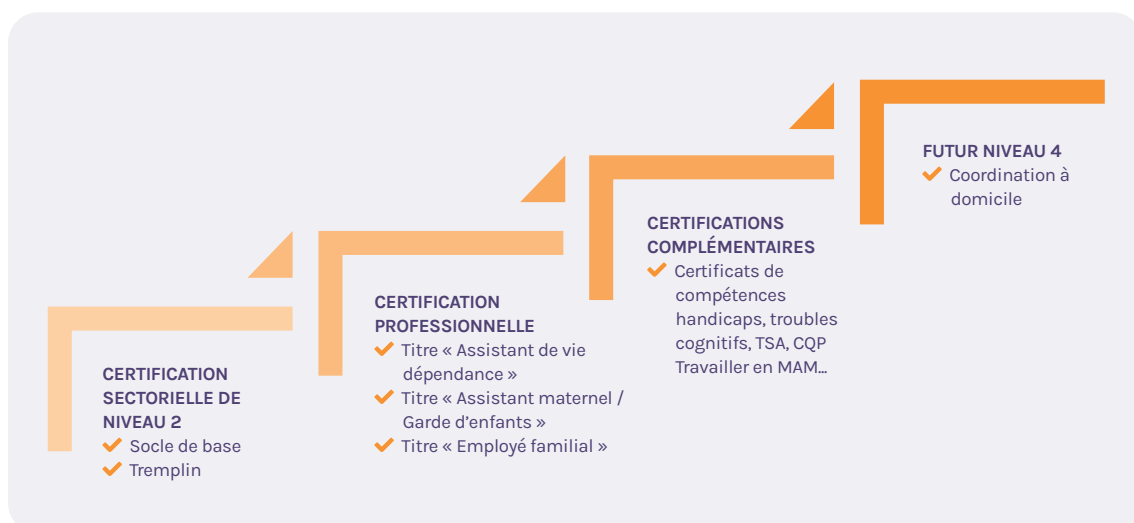 CERTIFICATION
SECTORIELLE DE
NIVEAU 2
Socle de base
Tremplin
CERTIFICATION
PROFESSIONNELLE
Titre « Assistant de vie
dépendance »
Titre « Assistant maternel /
Garde d’enfants »
Titre « Employé familial »
CERTIFICATIONS
COMPLÉMENTAIRES
Certificats de
compétences
handicaps, troubles
cognitifs, TSA, CQP
Travailler en MAM...
FUTUR NIVEAU 4
Coordination à
domicile